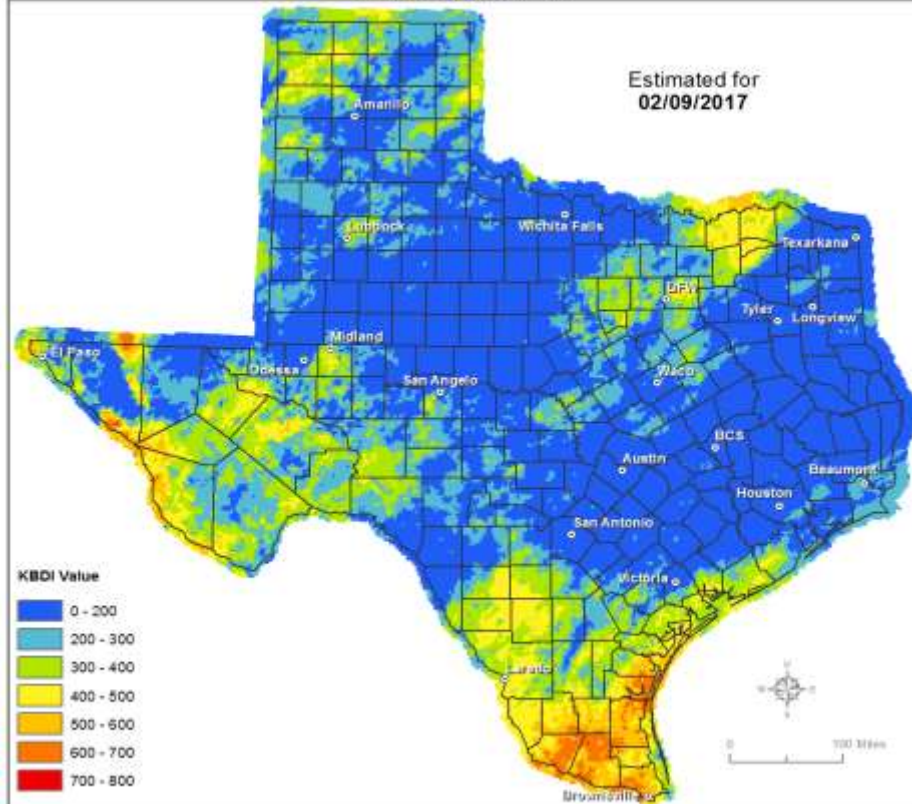 Estimated for
02/09/2017
Amarillo
Lubbock
Wichita Falls
Texarkana
DFW
Tyler
Longview
El Paso
Midland
Odessa
San Angelo
Waco
BCS
Austin
Beaumont
Houston
San Antonio
Victoria
Laredo
Brownsville
KBDI Value
0 - 200
200 - 300
300 - 400
400 - 500
500 - 600
600 - 700
700 - 800
0 100 Miles